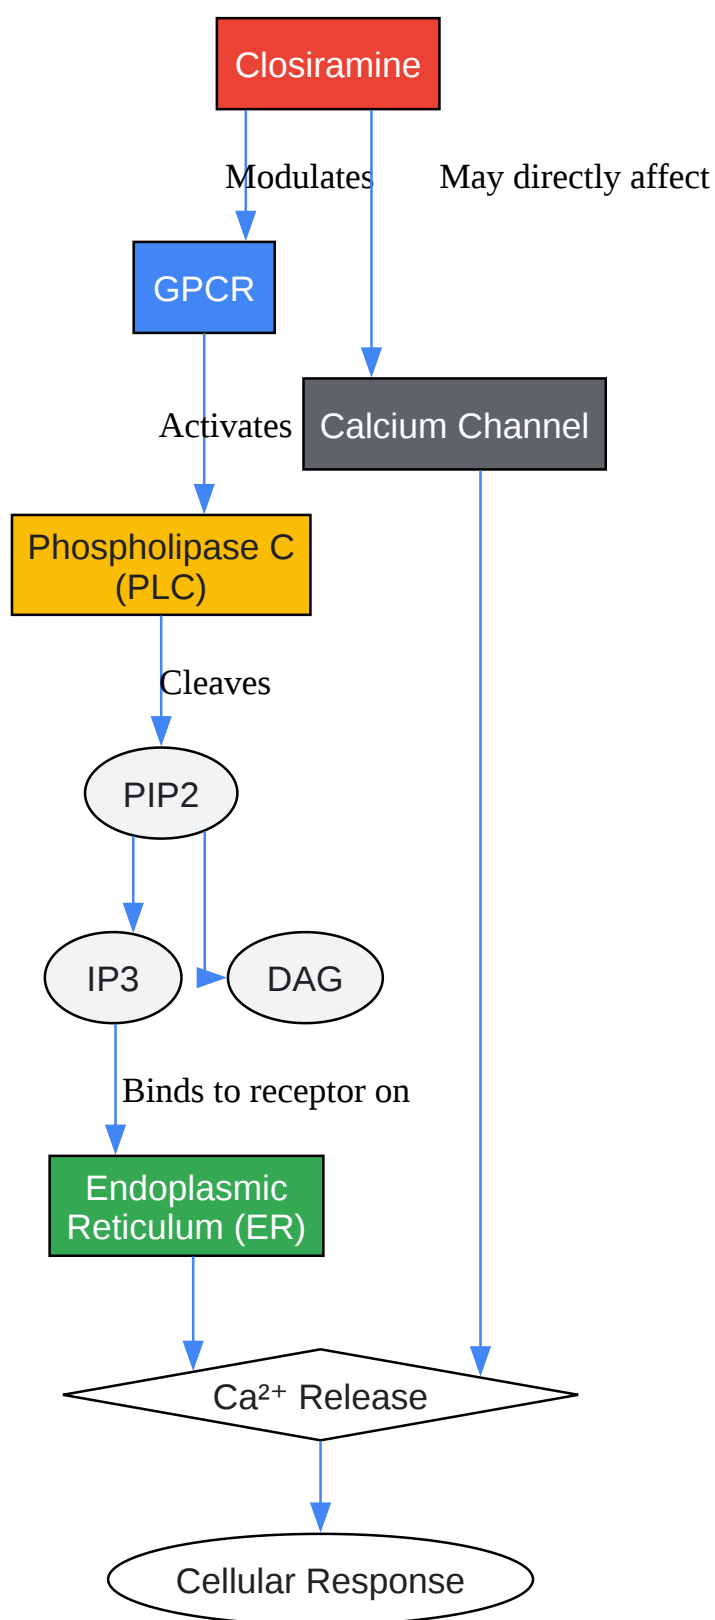 Closiramine
Modulates
May directly affect
GPCR
Activates
Calcium Channel
Phospholipase C
(PLC)
Cleaves
PIP2
IP3
DAG
Binds to receptor on
Endoplasmic
Reticulum (ER)
Ca²⁺ Release
Cellular Response